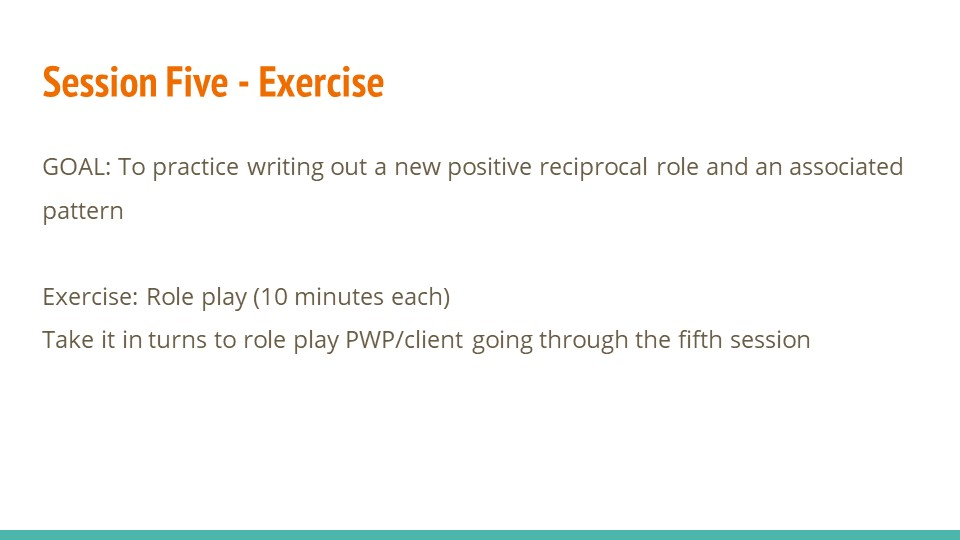 Session Five - Exercise
GOAL: To practice writing out a new positive reciprocal role and an associated
pattern
Exercise: Role play (10 minutes each)
Take it in turns to role play PWP/client going through the fifth session